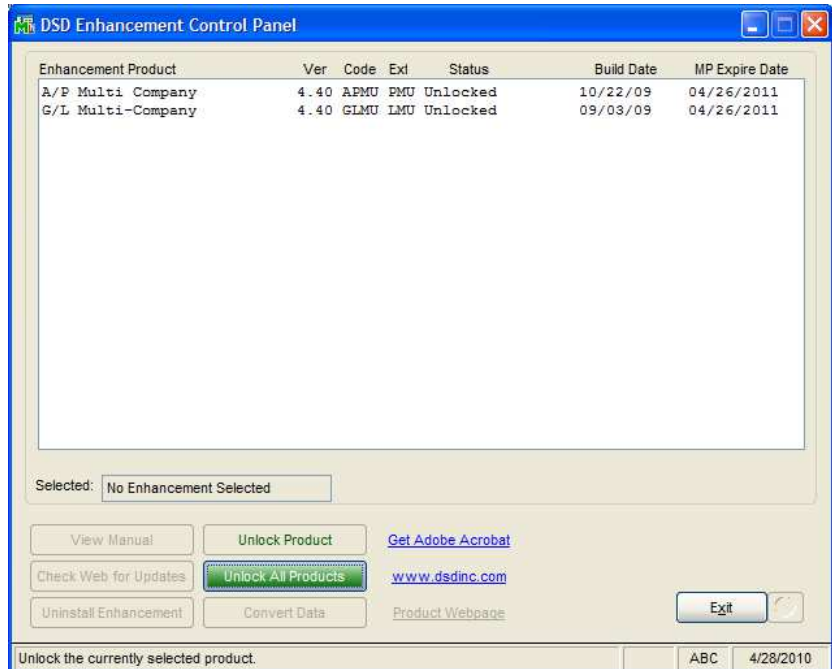 DSD Enhancement Control Panel
Enhancement Product Ver Code Ext Status Build Date MP Expire Date
A/P Multi Company 4.40 APMU PMU Unlocked 10/22/09 04/26/2011
G/L Multi-Company 4.40 GLMU LMU Unlocked 09/03/09 04/26/2011
Selected: No Enhancement Selected
View Manual Unlock Product Get Adobe Acrobat
Check Web for Updates Unlock All Products www.dsdinc.com
Uninstall Enhancement Convert Data Product Webpage Exit
Unlock the currently selected product. ABC 4/28/2010